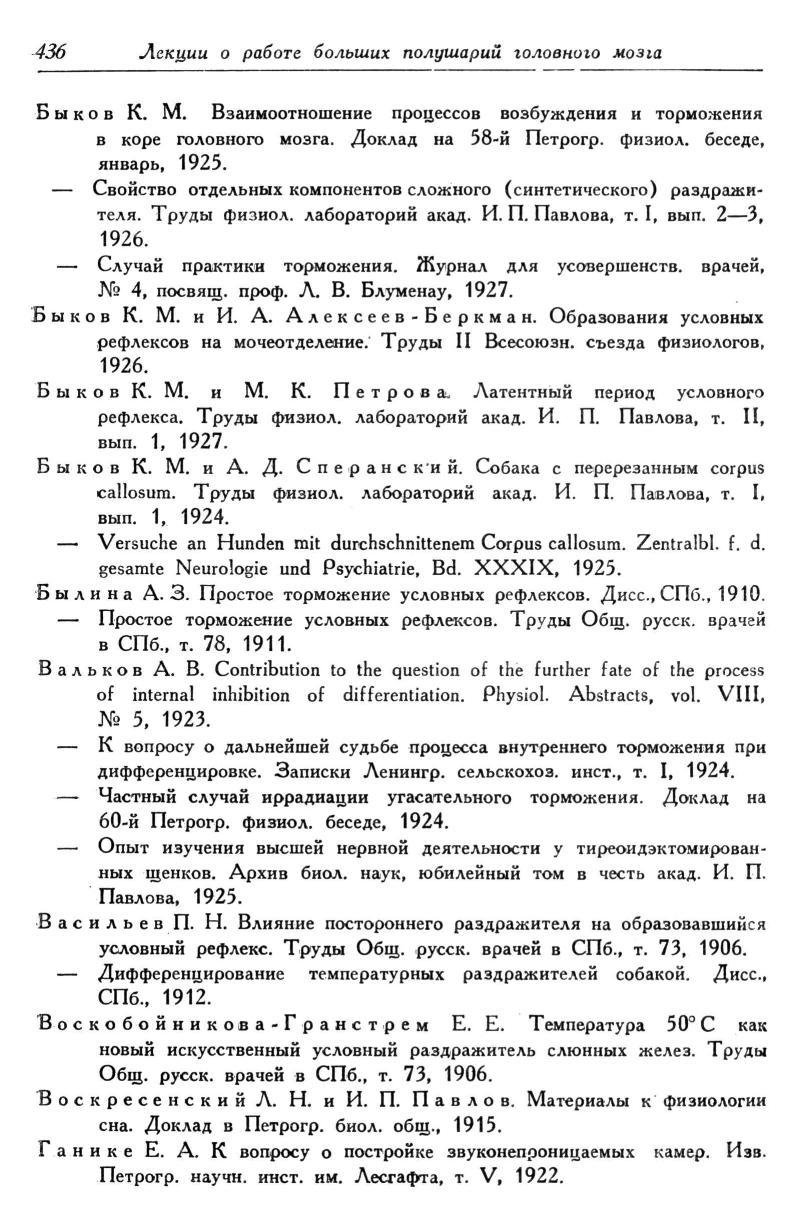 436 Лекции о работе больших полушарий головного мозга
Быков К. М. Взаимоотношение процессов возбуждения и торможения
в коре головного мозга. Доклад на 58-й Петрогр. физиол. беседе,
январь, 1925.
— Свойство отдельных компонентов сложного (синтетического) раздражи-
теля. Труды физиол. лабораторий акад. И. П. Павлова, т. I, вып. 2—3,
1926.
— Случай практики торможения. Журнал для усовершенств. врачей,
№ 4, посвящ. проф. Л. В. Блуменау, 1927.
Быков К. М. и И. А. Алексеев-Беркман. Образования условных
рефлексов на мочеотделение. Труды II Всесоюзн. съезда физиологов,
1926.
Быков К. М. и М. К. Петрова. Латентный период условного
рефлекса. Труды физиол. лабораторий акад. И. П. Павлова, т. II,
вып. 1, 1927.
Быков К. М. и А. Д. Сперанский. Собака с перерезанным corpus
callosum. Труды физиол. лабораторий акад. И. П. Павлова, т. I,
вып. 1, 1924.
— Versuche an Hunden mit durchschnittenem Corpus callosum. Zentralbl. f. d.
gesamte Neurologie und Psychiatrie, Bd. XXXIX, 1925.
Былина А. З. Простое торможение условных рефлексов. Дисс., СПб., 1910.
— Простое торможение условных рефлексов. Труды Общ. русск. врачей
в СПб., т. 78, 1911.
Вальков А. В. Contribution to the question of the further fate of the process
of internal inhibition of differentiation. Physiol. Abstracts, vol. VIII,
№ 5, 1923.
— К вопросу о дальнейшей судьбе процесса внутреннего торможения при
дифференцировке. Записки Ленингр. сельскохоз. инст., т. I, 1924.
— Частный случай иррадиации угасательного торможения. Доклад на
60-й Петрогр. физиол. беседе, 1924.
— Опыт изучения высшей нервной деятельности у тиреоидэктомирован-
ных щенков. Архив биол. наук, юбилейный том в честь акад. И. П.
Павлова, 1925.
Васильев П. Н. Влияние постороннего раздражителя на образовавшийся
условный рефлекс. Труды Общ. русск. врачей в СПб., т. 73, 1906.
— Дифференцирование температурных раздражителей собакой. Дисс.,
СПб., 1912.
Воскобойникова-Гранстрем Е. Е. Температура 50° С как
новый искусственный условный раздражитель слюнных желез. Труды
Общ. русск. врачей в СПб., т. 73, 1906.
Воскресенский Л. Н. и И. П. Павлов. Материалы к физиологии
сна. Доклад в Петрогр. биол. общ., 1915.
Ганике Е. А. К вопросу о постройке звуконепроницаемых камер. Изв.
Петрогр. научн. инст. им. Лесгафта, т. V, 1922.